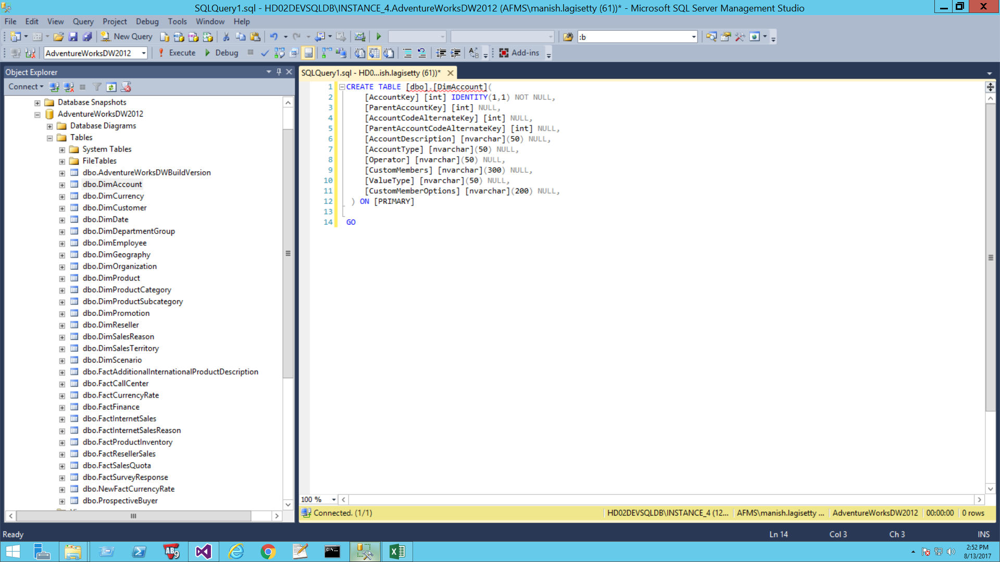 SQLQuery1.sql - HD02DEVSQLDB\INSTANCE_4.AdventureWorksDW2012 (AFMS\manish.lagisetty (61))* - Microsoft SQL Server Management Studio
File Edit View Query Project Debug Tools Window Help
New Query :b
AdventureWorksDW2012 Execute Debug Add-ins
Object Explorer
Connect
Database Snapshots
AdventureWorksDW2012
Database Diagrams
Tables
System Tables
FileTables
dbo.AdventureWorksDWBuildVersion
dbo.DimAccount
dbo.DimCurrency
dbo.DimCustomer
dbo.DimDate
dbo.DimDepartmentGroup
dbo.DimEmployee
dbo.DimGeography
dbo.DimOrganization
dbo.DimProduct
dbo.DimProductCategory
dbo.DimProductSubcategory
dbo.DimPromotion
dbo.DimReseller
dbo.DimSalesReason
dbo.DimSalesTerritory
dbo.DimScenario
dbo.FactAdditionalInternationalProductDescription
dbo.FactCallCenter
dbo.FactCurrencyRate
dbo.FactFinance
dbo.FactInternetSales
dbo.FactInternetSalesReason
dbo.FactProductInventory
dbo.FactResellerSales
dbo.FactSalesQuota
dbo.FactSurveyResponse
dbo.NewFactCurrencyRate
dbo.ProspectiveBuyer
SQLQuery1.sql - HD0...ish.lagisetty (61))*
1 CREATE TABLE [dbo].[DimAccount](
2 [AccountKey] [int] IDENTITY(1,1) NOT NULL,
3 [ParentAccountKey] [int] NULL,
4 [AccountCodeAlternateKey] [int] NULL,
5 [ParentAccountCodeAlternateKey] [int] NULL,
6 [AccountDescription] [nvarchar](50) NULL,
7 [AccountType] [nvarchar](50) NULL,
8 [Operator] [nvarchar](50) NULL,
9 [CustomMembers] [nvarchar](300) NULL,
10 [ValueType] [nvarchar](50) NULL,
11 [CustomMemberOptions] [nvarchar](200) NULL,
12 ) ON [PRIMARY]
13
14 GO
100 %
Connected. (1/1) HD02DEVSQLDB\INSTANCE_4 (12... AFMS\manish.lagisetty ... AdventureWorksDW2012 00:00:00 0 rows
Ready Ln 14 Col 3 Ch 3 INS
AB 9
2:52 PM
8/13/2017